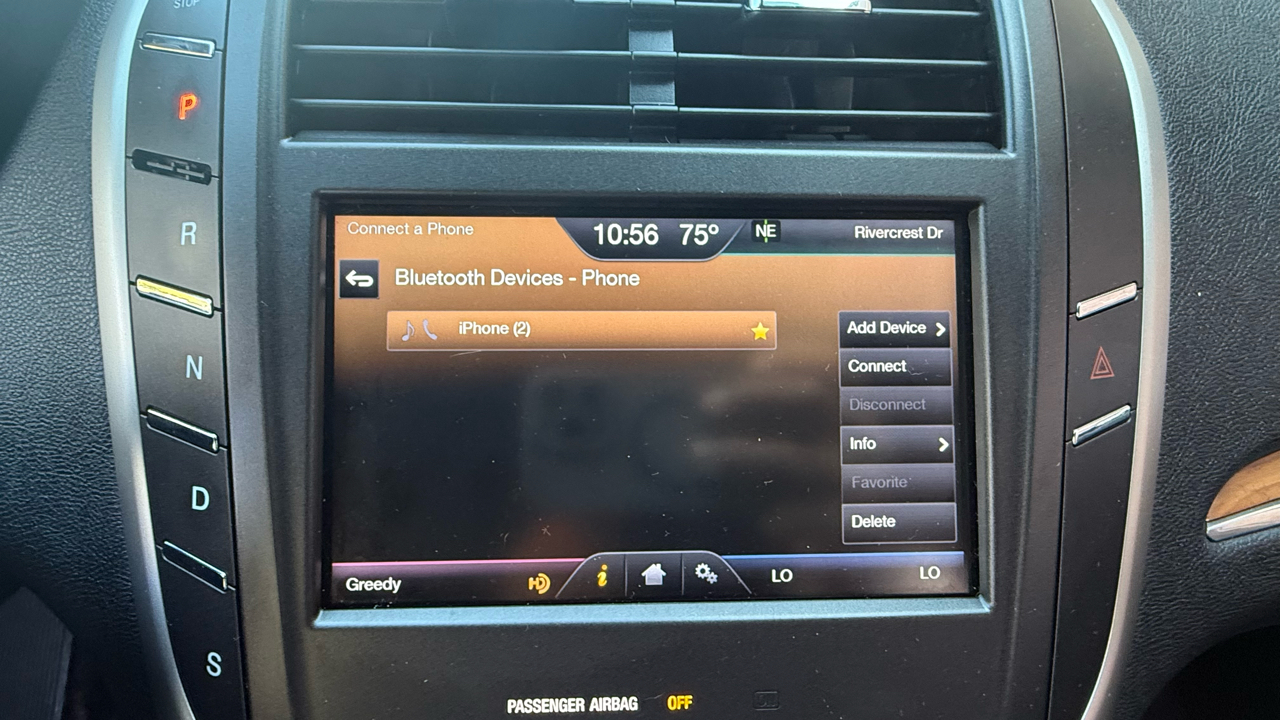 STOP
P
R
N
D
S
Connect a Phone
10:56 75°
NE
Rivercrest Dr
Bluetooth Devices - Phone
iPhone (2)
Add Device
Connect
Disconnect
Info
Favorite
Delete
Greedy
HD
i
LO
LO
PASSENGER AIRBAG OFF